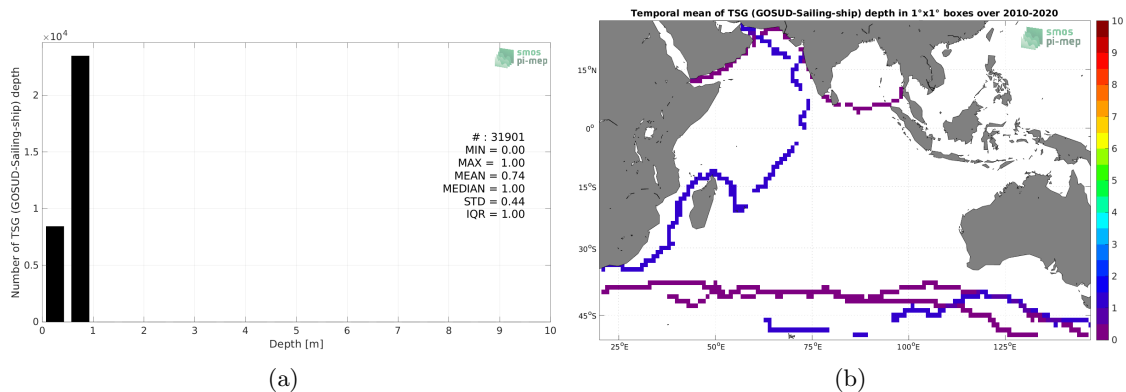 ×10⁴
smos
pi-mep
Number of TSG (GOSUD-Sailing-ship) depth
2
1.5
1
0.5
0
# : 31901
MIN = 0.00
MAX = 1.00
MEAN = 0.74
MEDIAN = 1.00
STD = 0.44
IQR = 1.00
0 1 2 3 4 5 6 7 8 9 10
Depth [m]
(a)
Temporal mean of TSG (GOSUD-Sailing-ship) depth in 1°x1° boxes over 2010-2020
smos
pi-mep
15°N
0°
15°S
30°S
45°S
25°E 50°E 75°E 100°E 125°E
10
9
8
7
6
5
4
3
2
1
0
(b)